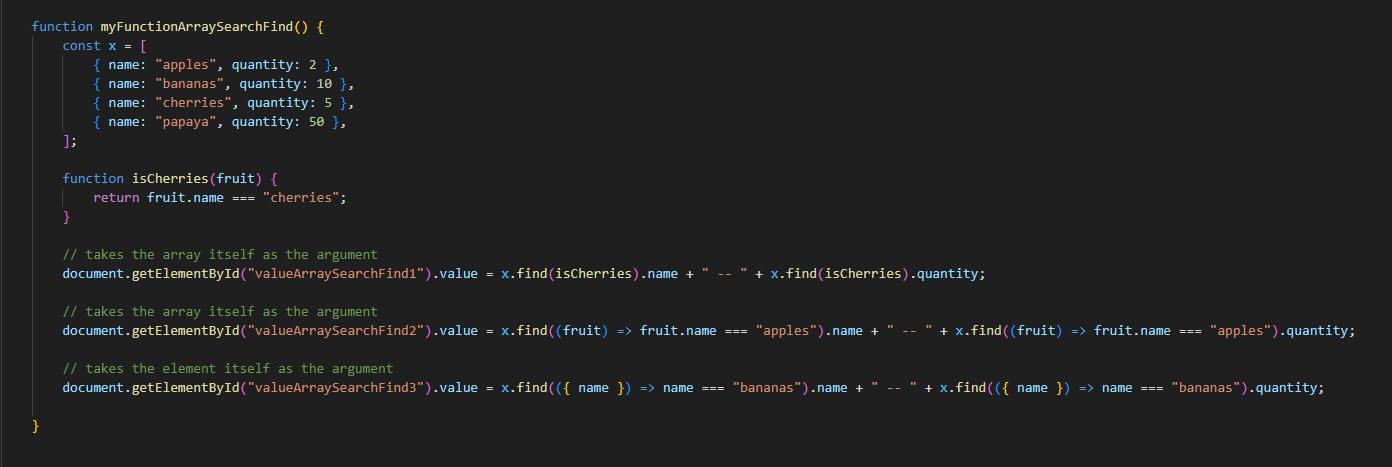 function myFunctionArraySearchFind() {
    const x = [
        { name: "apples", quantity: 2 },
        { name: "bananas", quantity: 10 },
        { name: "cherries", quantity: 5 },
        { name: "papaya", quantity: 50 },
    ];

    function isCherries(fruit) {
        return fruit.name === "cherries";
    }

    // takes the array itself as the argument
    document.getElementById("valueArraySearchFind1").value = x.find(isCherries).name + " -- " + x.find(isCherries).quantity;

    // takes the array itself as the argument
    document.getElementById("valueArraySearchFind2").value = x.find((fruit) => fruit.name === "apples").name + " -- " + x.find((fruit) => fruit.name === "apples").quantity;

    // takes the element itself as the argument
    document.getElementById("valueArraySearchFind3").value = x.find(({ name }) => name === "bananas").name + " -- " + x.find(({ name }) => name === "bananas").quantity;

}